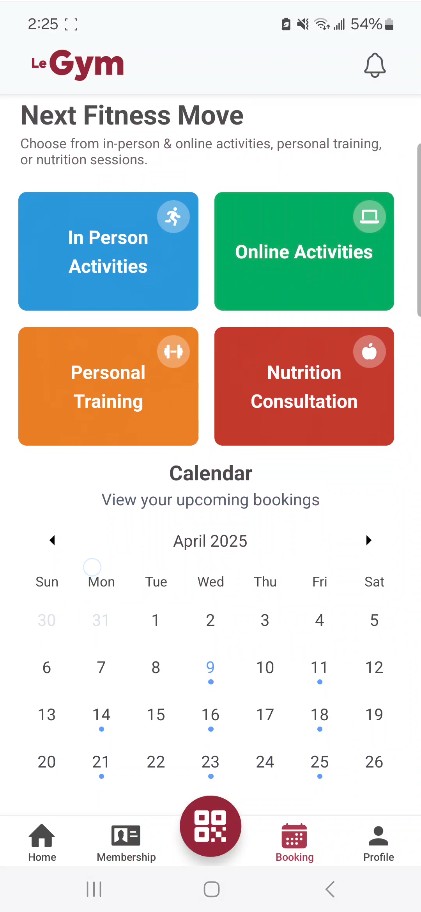 2:25 54%
Le Gym
Next Fitness Move
Choose from in-person & online activities, personal training,
or nutrition sessions.
In Person
Activities
Online Activities
Personal
Training
Nutrition
Consultation
Calendar
View your upcoming bookings
April 2025
Sun Mon Tue Wed Thu Fri Sat
30 31 1 2 3 4 5
6 7 8 9 10 11 12
13 14 15 16 17 18 19
20 21 22 23 24 25 26
Home Membership Booking Profile